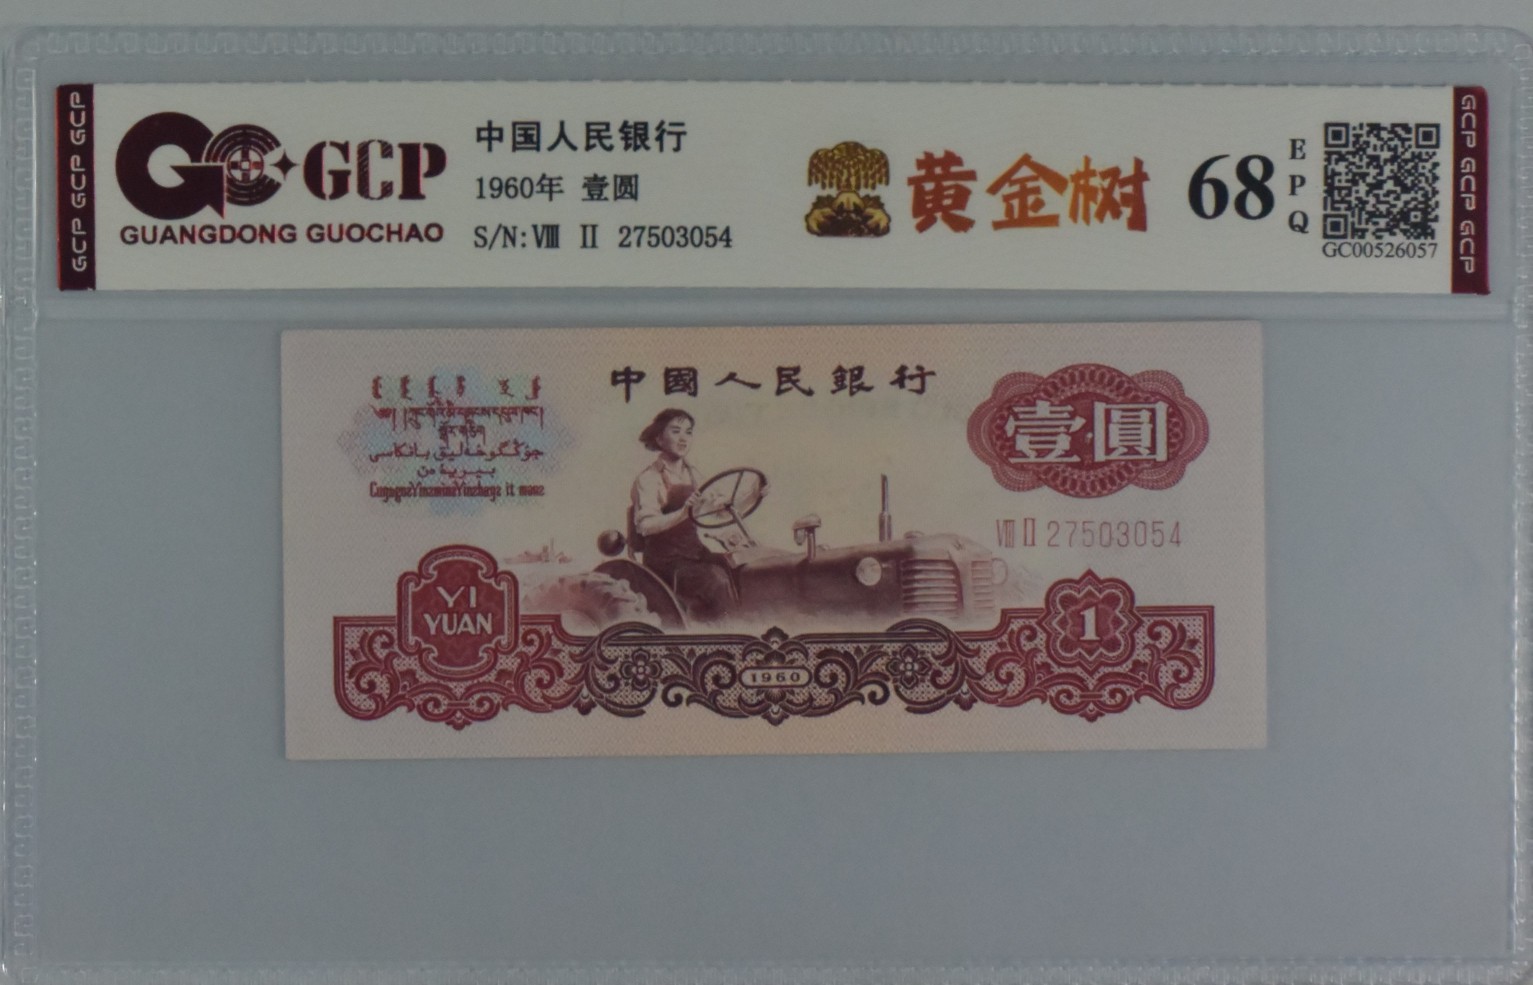 GCP GCP GCP
GCP
GUANGDONG GUOCHAO
中国人民银行
1960年 壹圆
S/N:Ⅷ Ⅱ 27503054
黄金树
68
EPQ
GC00526057
GCP GCP GCP
中國人民銀行
壹圓
Ⅷ Ⅱ 27503054
YI
YUAN
1960
1